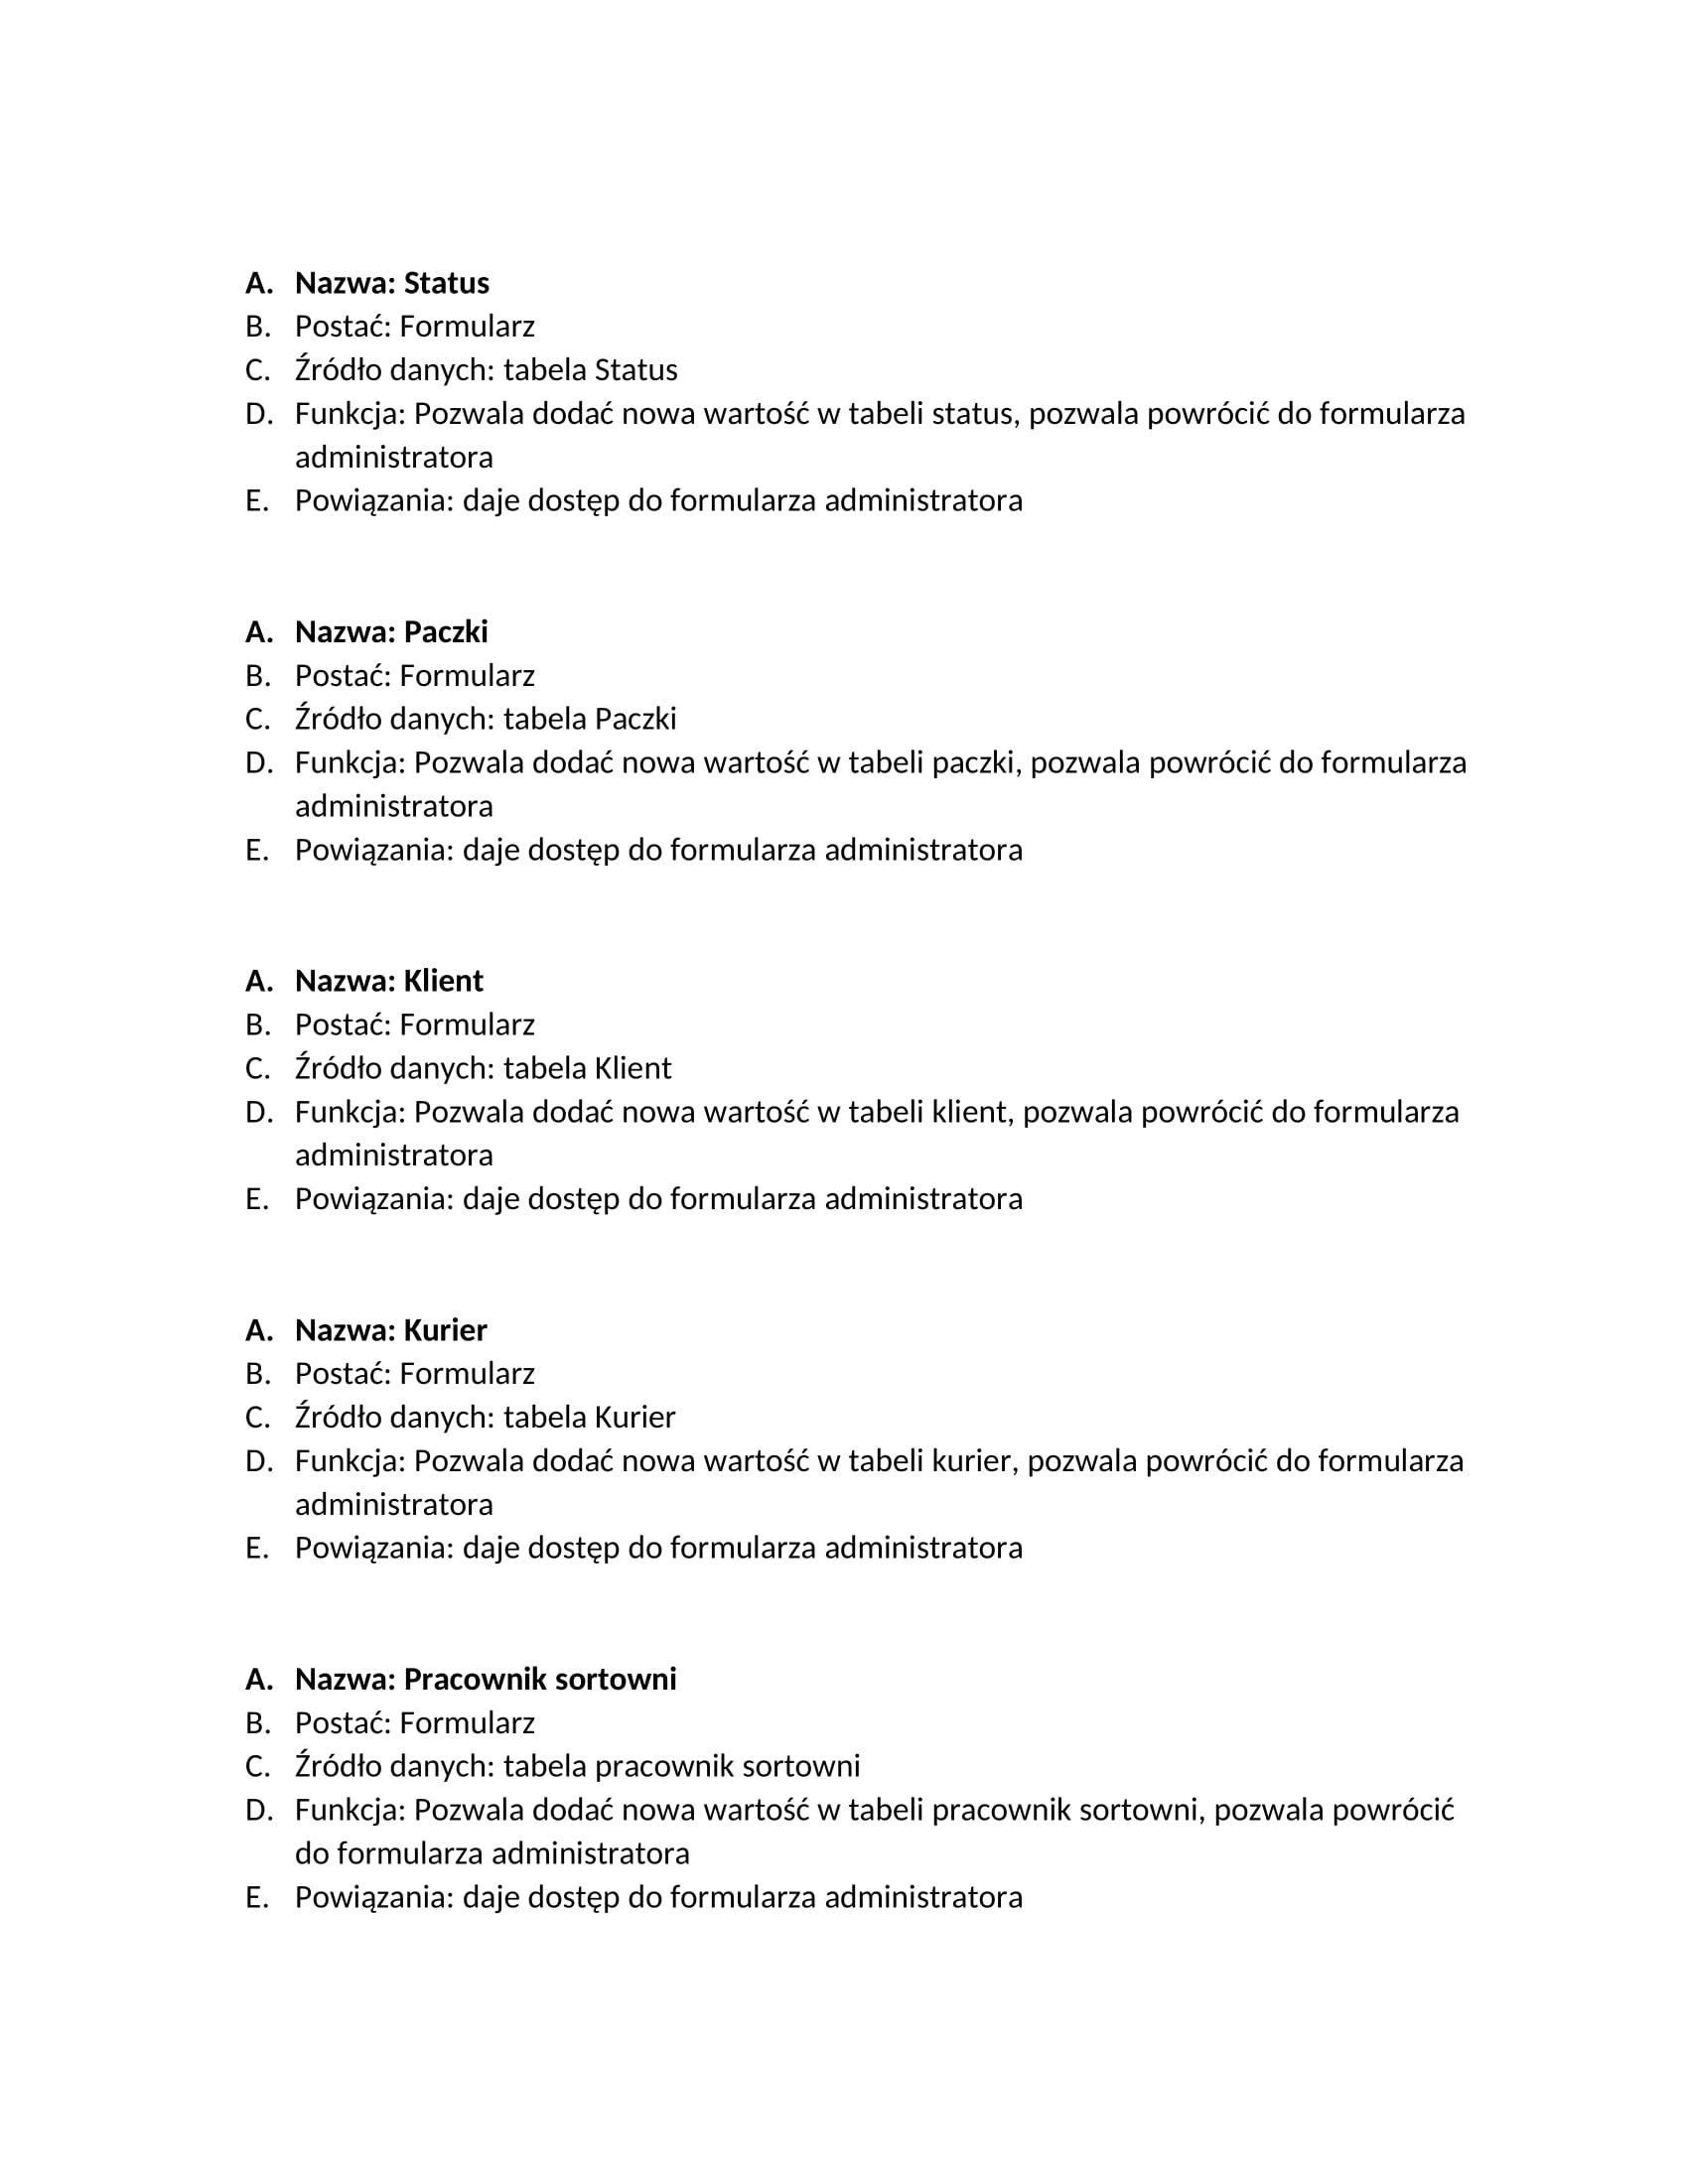 A. Nazwa: Status
B. Postać: Formularz
C. Źródło danych: tabela Status
D. Funkcja: Pozwala dodać nowa wartość w tabeli status, pozwala powrócić do formularza
administratora
E. Powiązania: daje dostęp do formularza administratora
A. Nazwa: Paczki
B. Postać: Formularz
C. Źródło danych: tabela Paczki
D. Funkcja: Pozwala dodać nowa wartość w tabeli paczki, pozwala powrócić do formularza
administratora
E. Powiązania: daje dostęp do formularza administratora
A. Nazwa: Klient
B. Postać: Formularz
C. Źródło danych: tabela Klient
D. Funkcja: Pozwala dodać nowa wartość w tabeli klient, pozwala powrócić do formularza
administratora
E. Powiązania: daje dostęp do formularza administratora
A. Nazwa: Kurier
B. Postać: Formularz
C. Źródło danych: tabela Kurier
D. Funkcja: Pozwala dodać nowa wartość w tabeli kurier, pozwala powrócić do formularza
administratora
E. Powiązania: daje dostęp do formularza administratora
A. Nazwa: Pracownik sortowni
B. Postać: Formularz
C. Źródło danych: tabela pracownik sortowni
D. Funkcja: Pozwala dodać nowa wartość w tabeli pracownik sortowni, pozwala powrócić
do formularza administratora
E. Powiązania: daje dostęp do formularza administratora